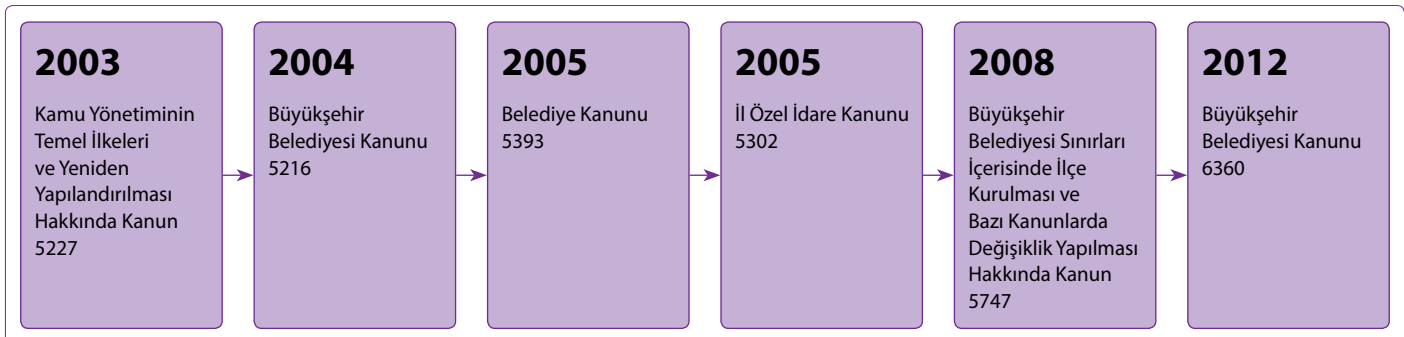 2003
Kamu Yönetiminin
Temel İlkeleri
ve Yeniden
Yapılandırılması
Hakkında Kanun
5227
2004
Büyükşehir
Belediyesi Kanunu
5216
2005
Belediye Kanunu
5393
2005
İl Özel İdare Kanunu
5302
2008
Büyükşehir
Belediyesi Sınırları
İçerisinde İlçe
Kurulması ve
Bazı Kanunlarda
Değişiklik Yapılması
Hakkında Kanun
5747
2012
Büyükşehir
Belediyesi Kanunu
6360